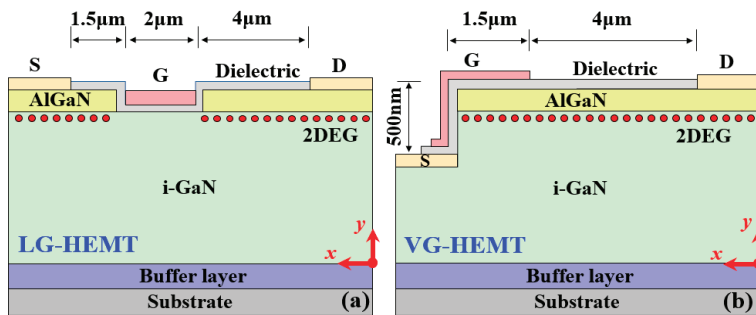 1.5μm 2μm 4μm
S G Dielectric D
AlGaN
2DEG
i-GaN
LG-HEMT
y
x
Buffer layer
Substrate (a)
1.5μm 4μm
G Dielectric D
AlGaN
500nm
2DEG
S
i-GaN
VG-HEMT
y
x
Buffer layer
Substrate (b)